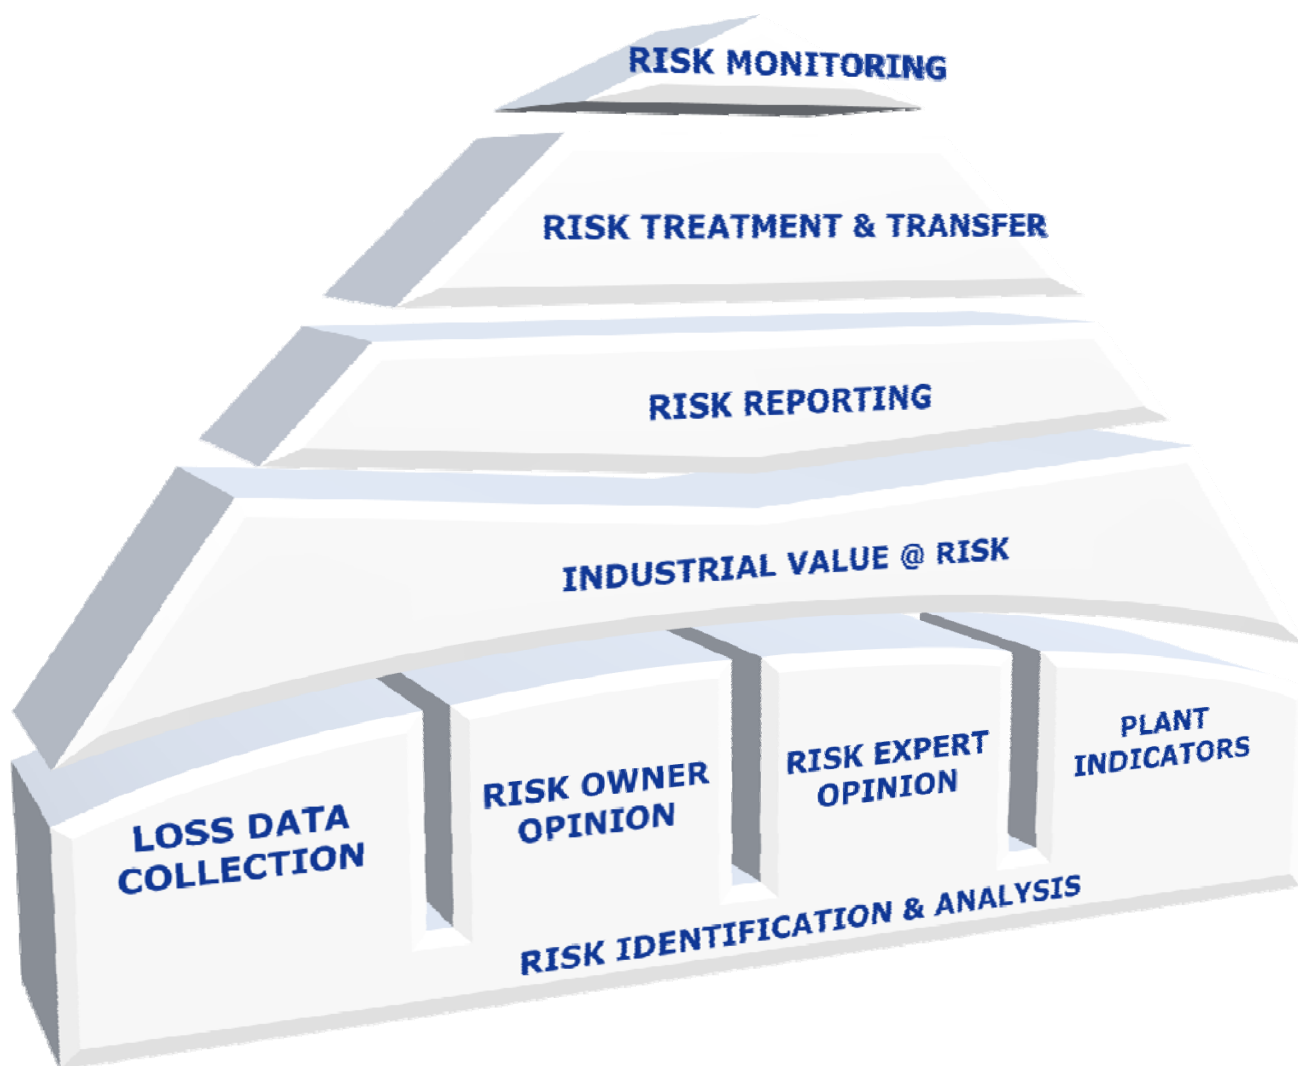 RISK MONITORING
RISK TREATMENT & TRANSFER
RISK REPORTING
INDUSTRIAL VALUE @ RISK
LOSS DATA
COLLECTION
RISK OWNER
OPINION
RISK EXPERT
OPINION
PLANT
INDICATORS
RISK IDENTIFICATION & ANALYSIS